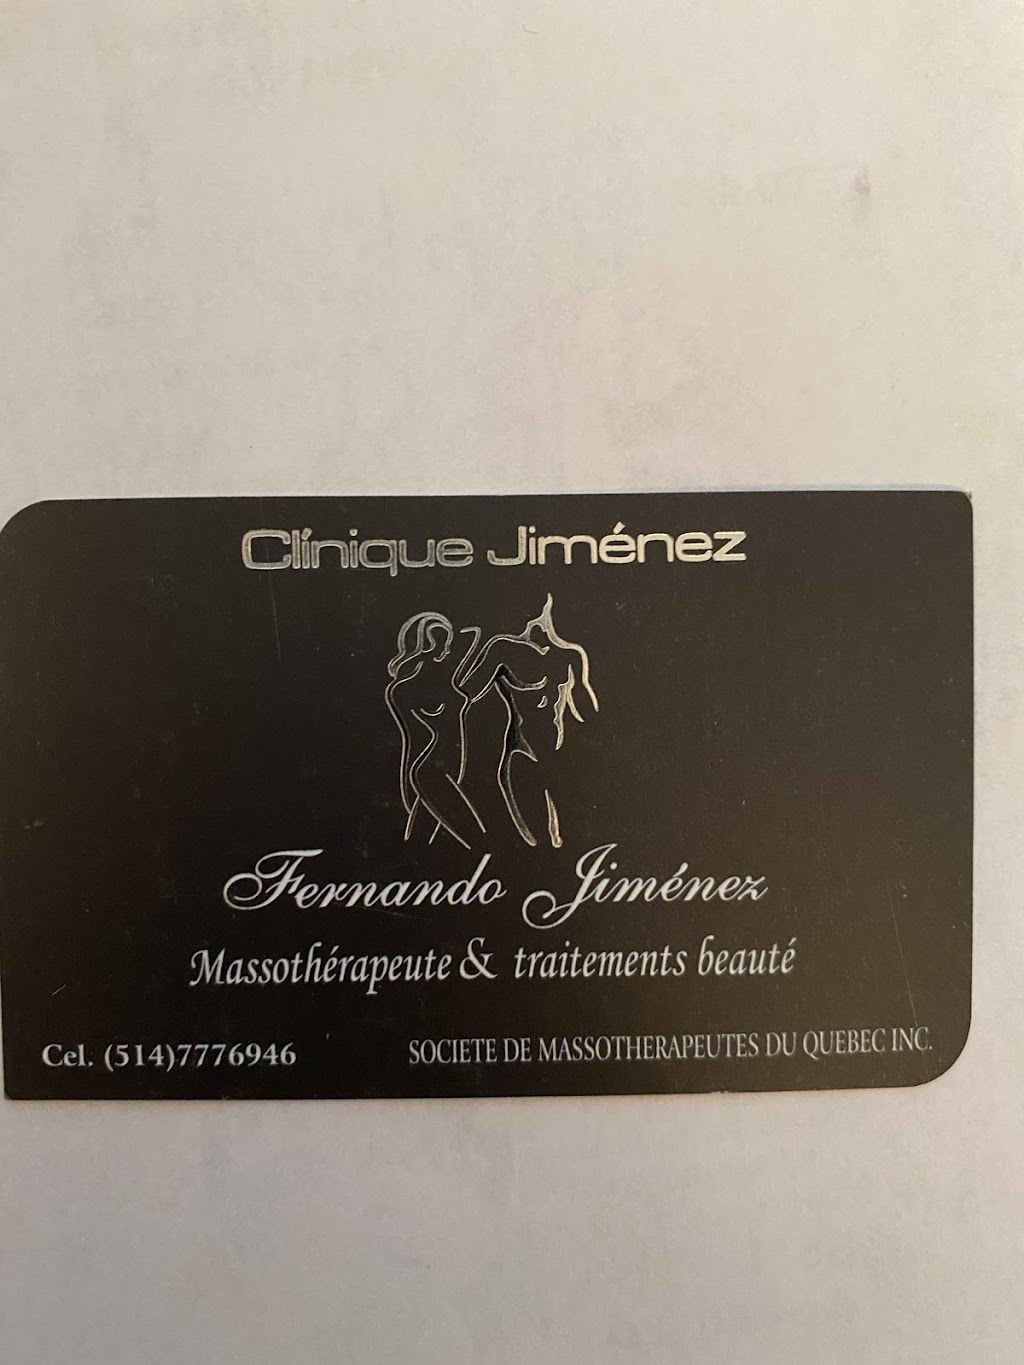 Clínique Jiménez
Fernando Jiménez
Massothérapeute & traitements beauté
Cel. (514)7776946
SOCIETE DE MASSOTHERAPEUTES DU QUEBEC INC.